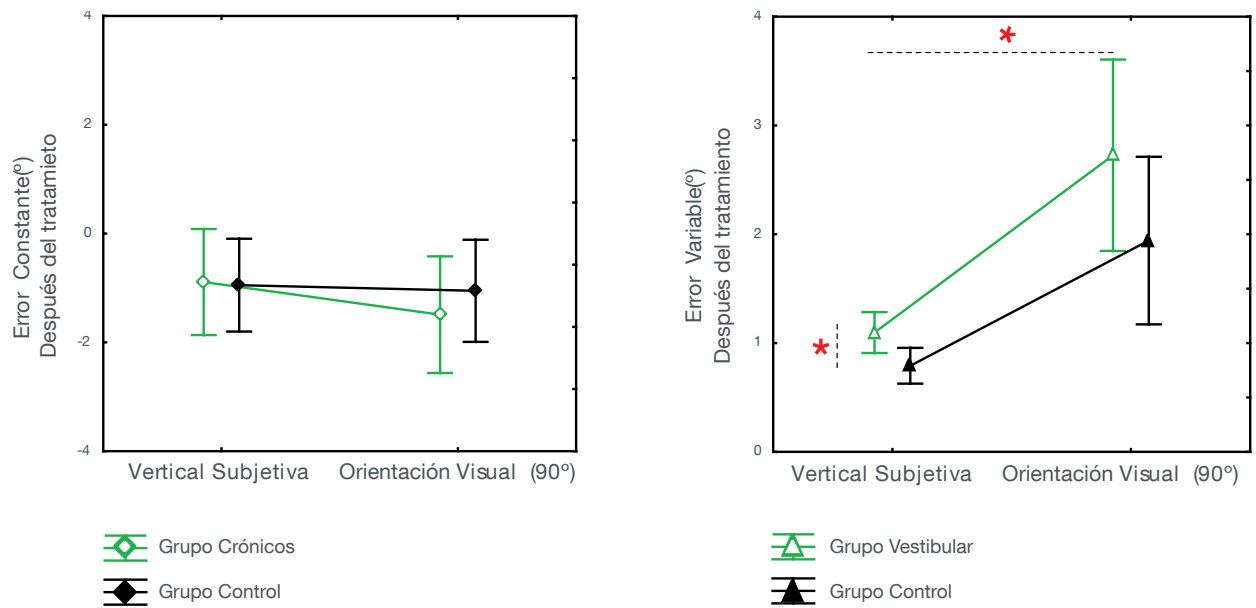 4
2
0
-2
-4
Error Constante(º)
Después del tratamieto
Vertical Subjetiva
Orientación Visual (90º)
Grupo Crónicos
Grupo Control
*
*
4
3
2
1
0
Error Variable(º)
Después del tratamiento
Vertical Subjetiva
Orientación Visual (90º)
Grupo Vestibular
Grupo Control